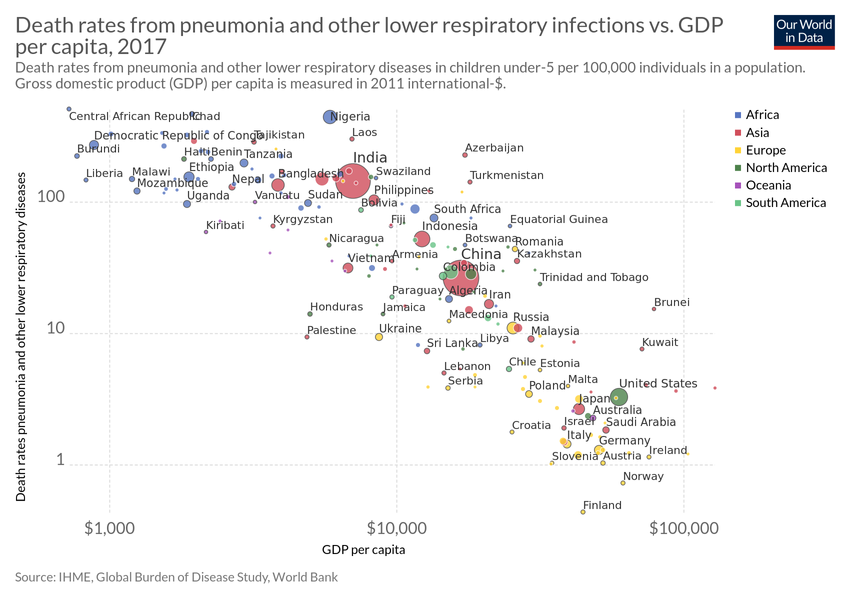 Death rates from pneumonia and other lower respiratory infections vs. GDP
per capita, 2017
Our World
in Data
Death rates from pneumonia and other lower respiratory diseases in children under-5 per 100,000 individuals in a population.
Gross domestic product (GDP) per capita is measured in 2011 international-$.
Africa
Asia
Europe
North America
Oceania
South America
Death rates pneumonia and other lower respiratory diseases
100
10
1
Central African Republic
Chad
Nigeria
Democratic Republic of Congo
Tajikistan
Laos
Burundi
Haiti
Benin
Tanzania
India
Azerbaijan
Liberia
Malawi
Ethiopia
Nepal
Bangladesh
Swaziland
Turkmenistan
Mozambique
Uganda
Vanuatu
Sudan
Philippines
Bolivia
Kiribati
Kyrgyzstan
Fiji
South Africa
Equatorial Guinea
Nicaragua
Indonesia
Botswana
Romania
Vietnam
Armenia
China
Kazakhstan
Colombia
Trinidad and Tobago
Paraguay
Algeria
Iran
Honduras
Jamaica
Macedonia
Brunei
Palestine
Ukraine
Russia
Malaysia
Sri Lanka
Libya
Kuwait
Lebanon
Chile
Estonia
Serbia
Poland
Malta
United States
Japan
Australia
Croatia
Israel
Saudi Arabia
Italy
Germany
Slovenia
Austria
Ireland
Norway
Finland
$1,000
$10,000
$100,000
GDP per capita
Source: IHME, Global Burden of Disease Study, World Bank